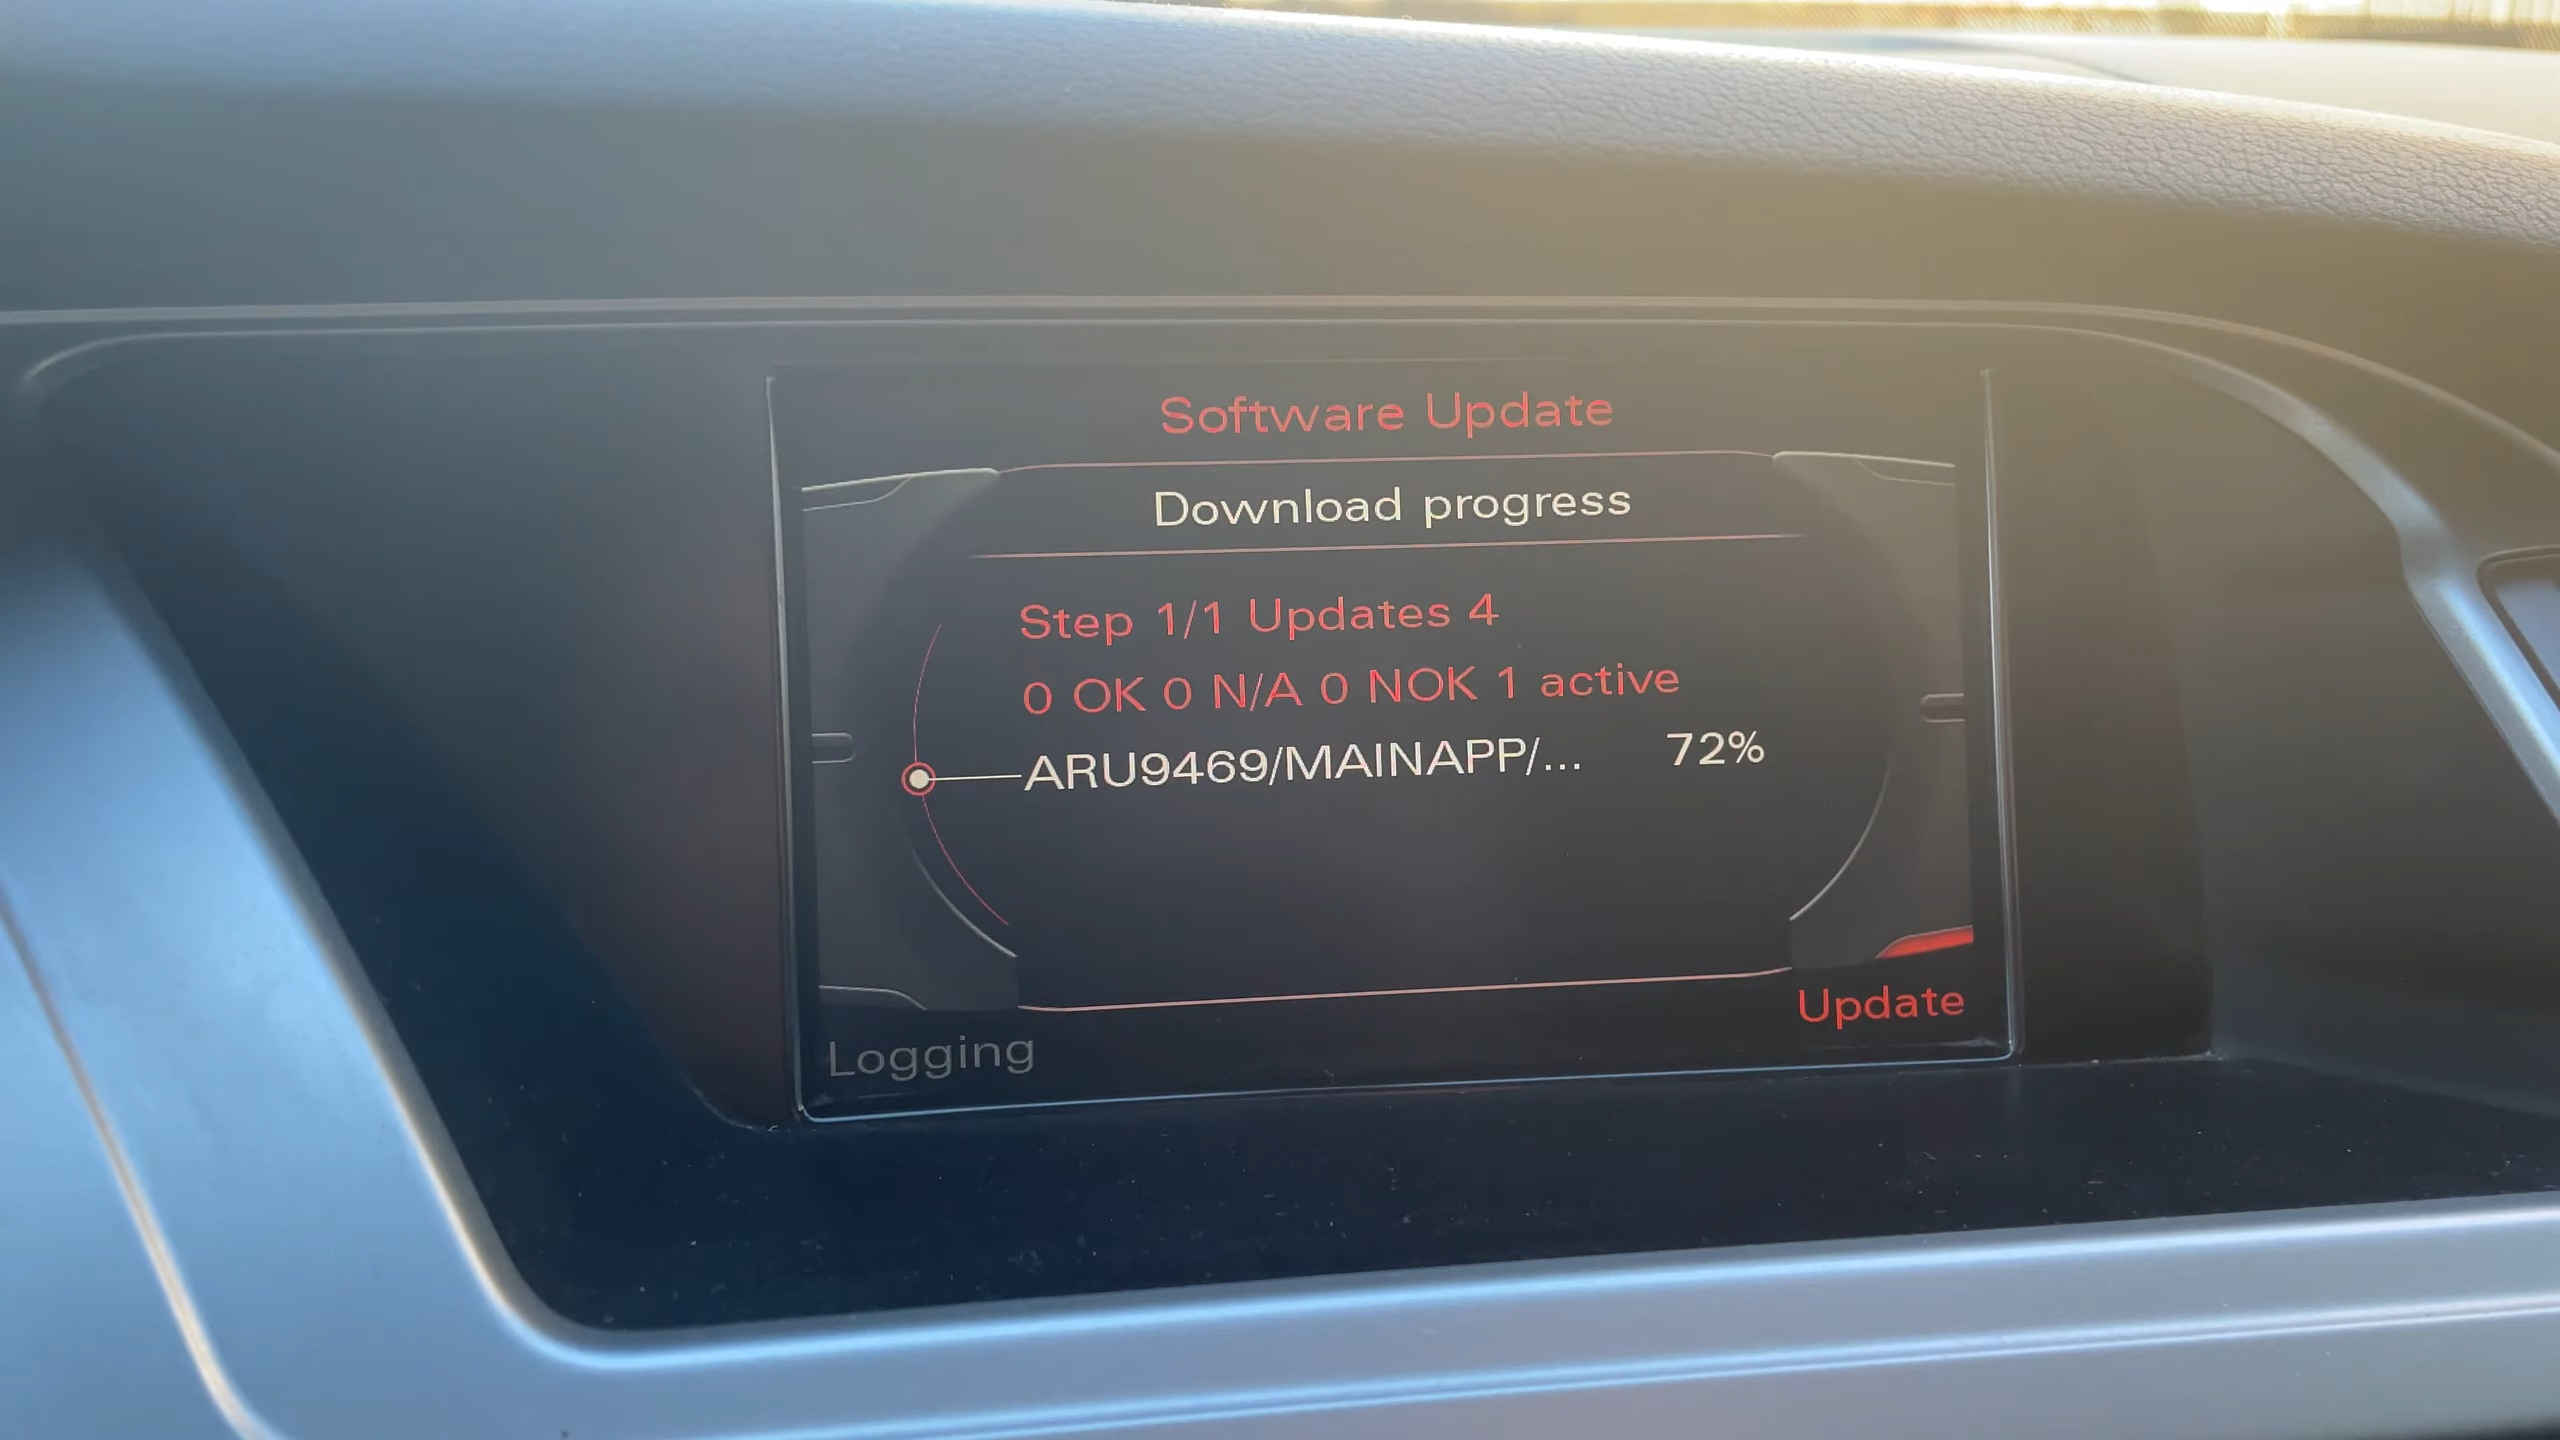 Software Update
Download progress
Step 1/1 Updates 4
0 OK 0 N/A 0 NOK 1 active
ARU9469/MAINAPP/... 72%
Update
Logging